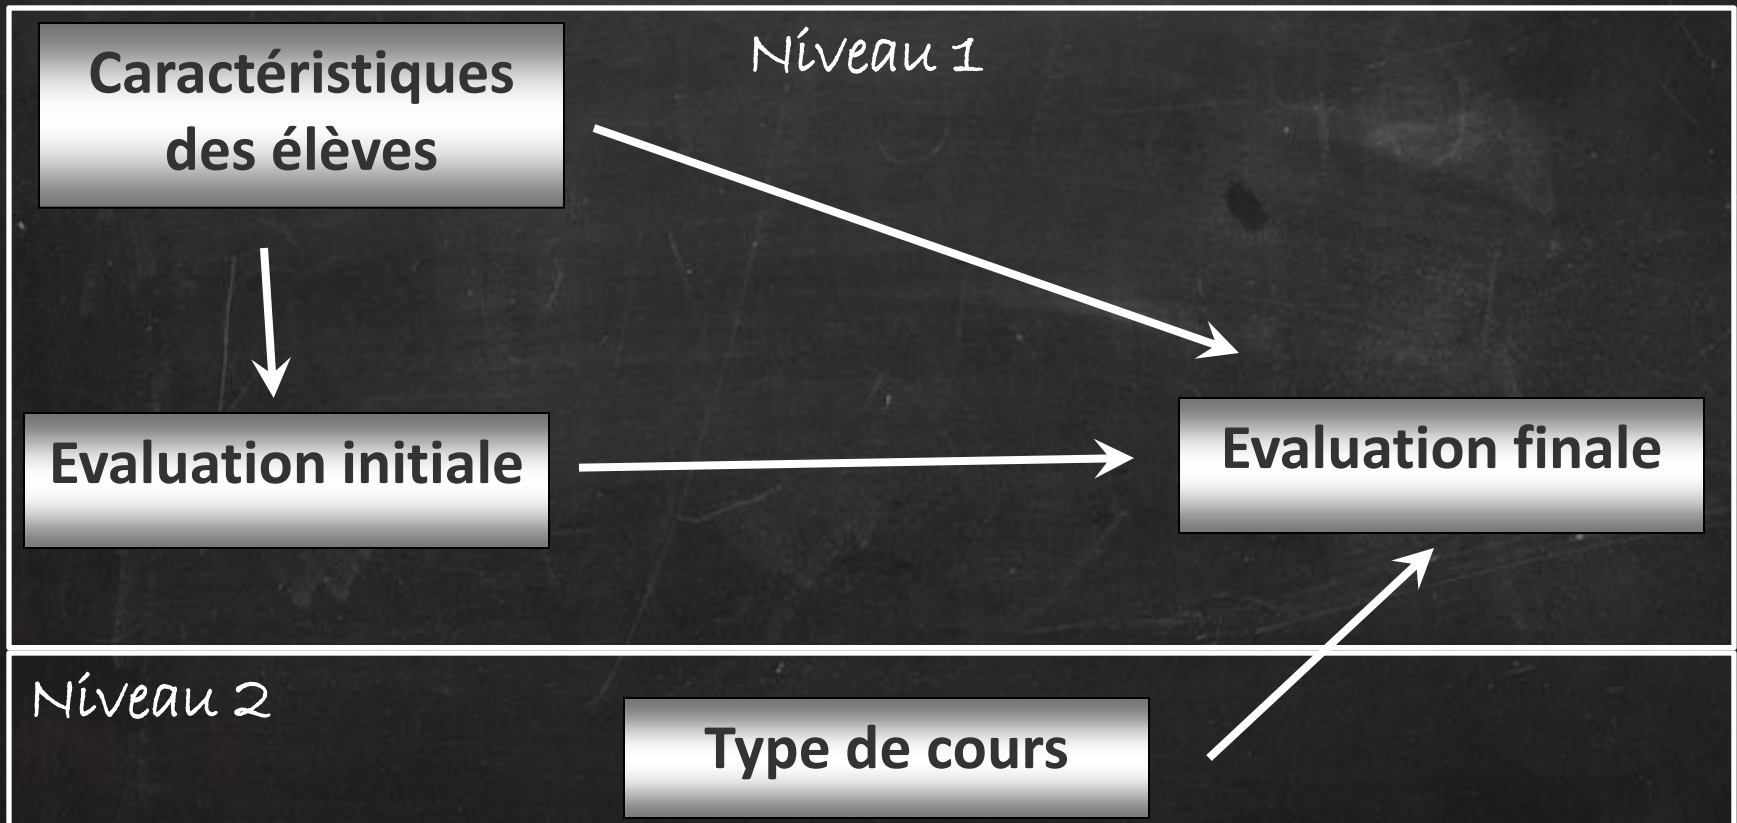 Niveau 1
Caractéristiques
des élèves
Evaluation initiale
Evaluation finale
Niveau 2
Type de cours